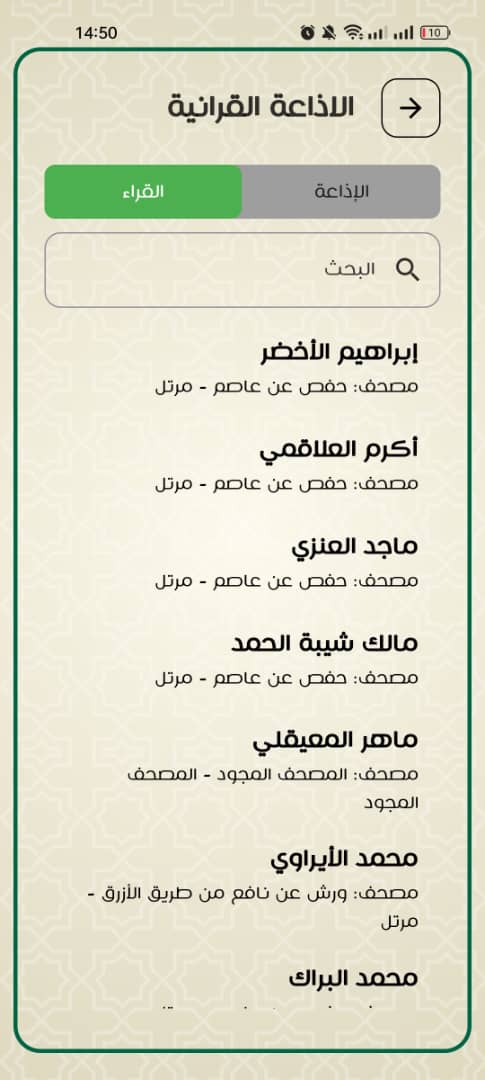 14:50
10
الاذاعة القرانية
الإذاعة
القراء
البحث
إبراهيم الأخضر
مصحف: حفص عن عاصم - مرتل
أكرم العلاقمي
مصحف: حفص عن عاصم - مرتل
ماجد العنزي
مصحف: حفص عن عاصم - مرتل
مالك شيبة الحمد
مصحف: حفص عن عاصم - مرتل
ماهر المعيقلي
مصحف: المصحف المجود - المصحف
المجود
محمد الأيراوي
مصحف: ورش عن نافع من طريق الأزرق -
مرتل
محمد البراك